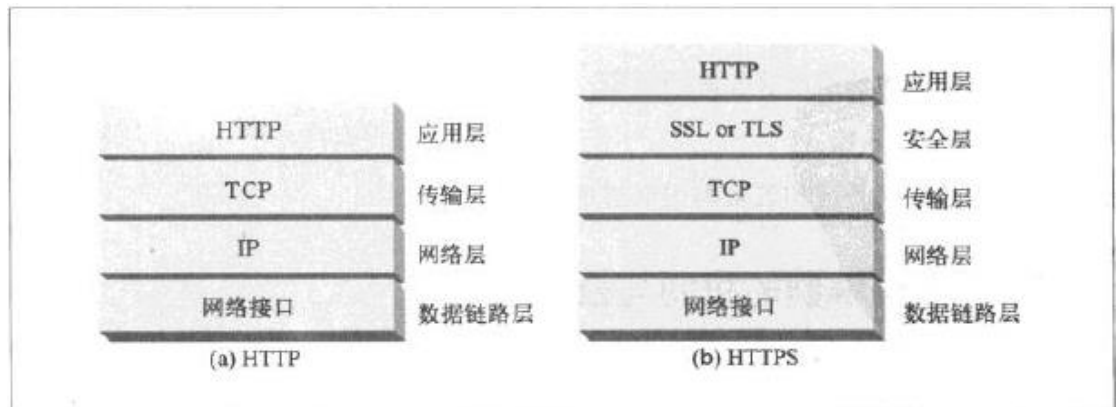 HTTP 应用层
TCP 传输层
IP 网络层
网络接口 数据链路层
(a) HTTP
HTTP 应用层
SSL or TLS 安全层
TCP 传输层
IP 网络层
网络接口 数据链路层
(b) HTTPS